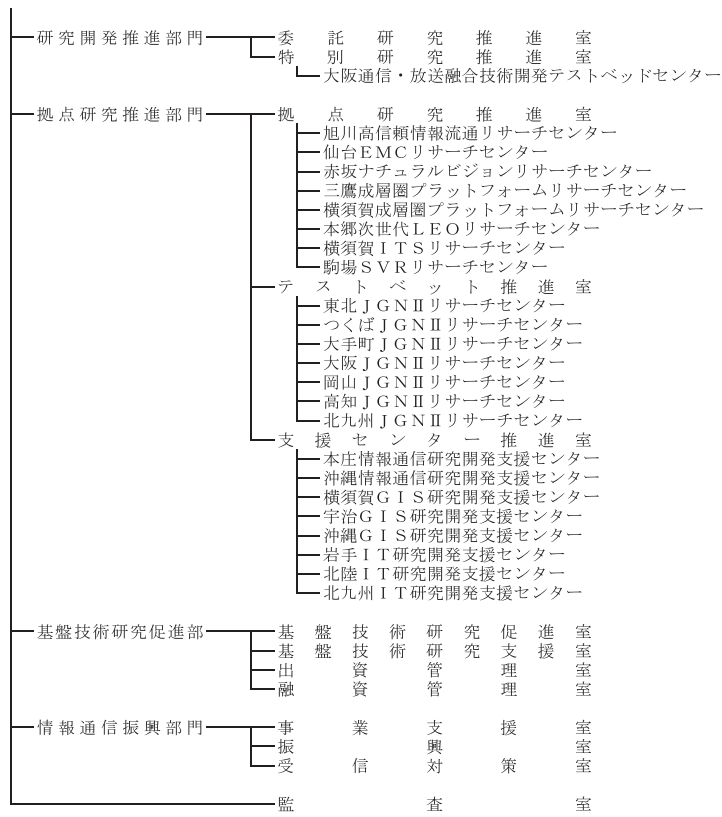 研究開発推進部門 委託研究推進室
特別研究推進室
大阪通信・放送融合技術開発テストベッドセンター
拠点研究推進部門 拠点研究推進室
旭川高信頼情報流通リサーチセンター
仙台ＥＭＣリサーチセンター
赤坂ナチュラルビジョンリサーチセンター
三鷹成層圏プラットフォームリサーチセンター
横須賀成層圏プラットフォームリサーチセンター
本郷次世代ＬＥＯリサーチセンター
横須賀ＩＴＳリサーチセンター
駒場ＳＶＲリサーチセンター
テストベット推進室
東北ＪＧＮⅡリサーチセンター
つくばＪＧＮⅡリサーチセンター
大手町ＪＧＮⅡリサーチセンター
大阪ＪＧＮⅡリサーチセンター
岡山ＪＧＮⅡリサーチセンター
高知ＪＧＮⅡリサーチセンター
北九州ＪＧＮⅡリサーチセンター
支援センター推進室
本庄情報通信研究開発支援センター
沖縄情報通信研究開発支援センター
横須賀ＧＩＳ研究開発支援センター
宇治ＧＩＳ研究開発支援センター
沖縄ＧＩＳ研究開発支援センター
岩手ＩＴ研究開発支援センター
北陸ＩＴ研究開発支援センター
北九州ＩＴ研究開発支援センター
基盤技術研究促進部 基盤技術研究促進室
基盤技術研究支援室
出資管理室
融資管理室
情報通信振興部門 事業支援室
振興室
受信対策室
監査室